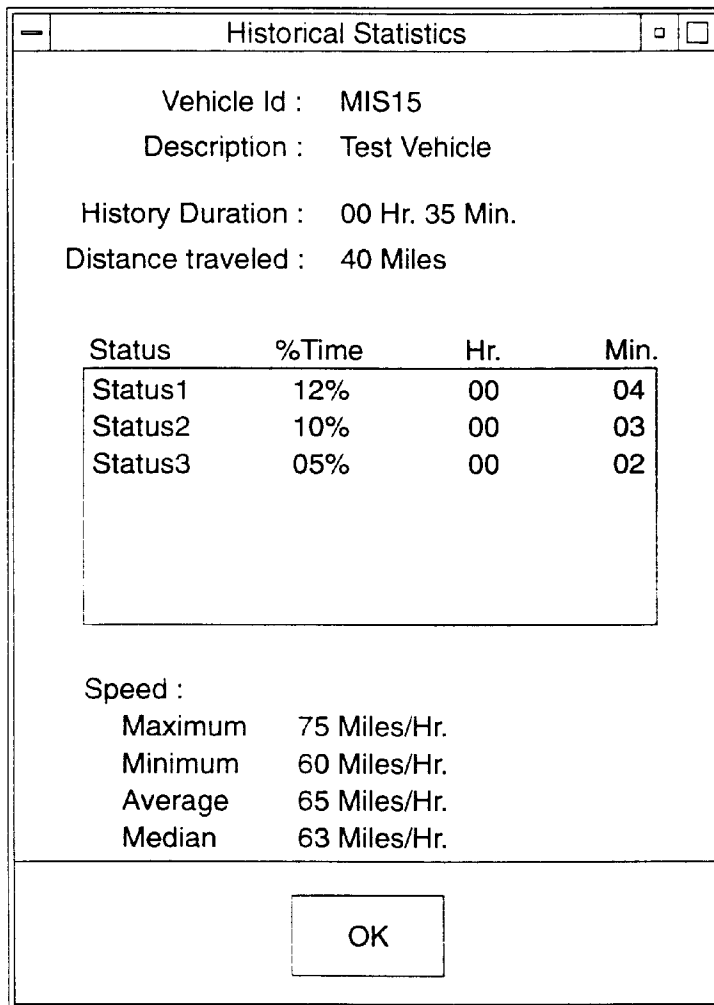 Historical Statistics
Vehicle Id : MIS15
Description : Test Vehicle
History Duration : 00 Hr. 35 Min.
Distance traveled : 40 Miles
Status %Time Hr. Min.
Status1 12% 00 04
Status2 10% 00 03
Status3 05% 00 02
Speed :
Maximum 75 Miles/Hr.
Minimum 60 Miles/Hr.
Average 65 Miles/Hr.
Median 63 Miles/Hr.
OK